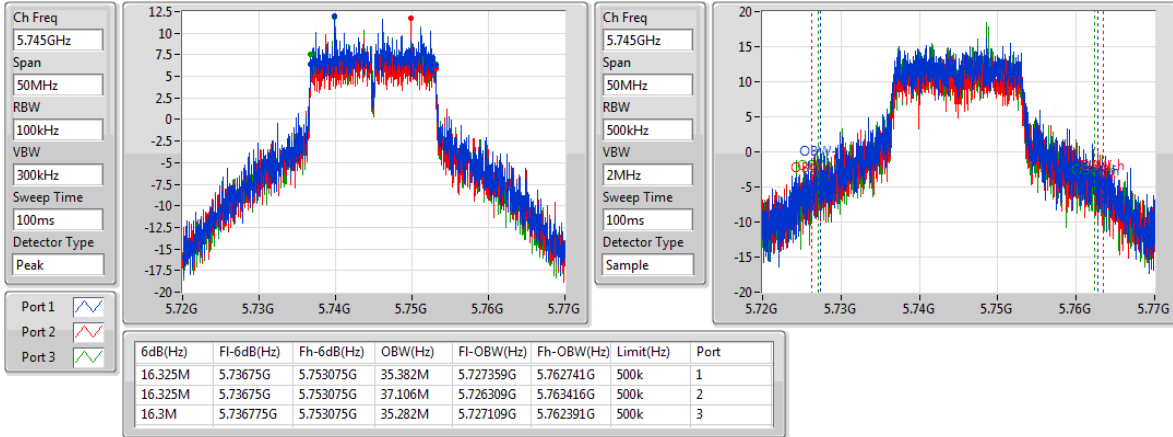 Ch Freq
5.745GHz
Span
50MHz
RBW
100kHz
VBW
300kHz
Sweep Time
100ms
Detector Type
Peak
12.5
10
7.5
5
2.5
0
-2.5
-5
-7.5
-10
-12.5
-15
-17.5
-20
5.72G 5.73G 5.74G 5.75G 5.76G 5.77G
Ch Freq
5.745GHz
Span
50MHz
RBW
500kHz
VBW
2MHz
Sweep Time
100ms
Detector Type
Sample
20
15
10
5
0
-5
-10
-15
-20
5.72G 5.73G 5.74G 5.75G 5.76G 5.77G
Port 1
Port 2
Port 3
6dB(Hz) Fl-6dB(Hz) Fh-6dB(Hz) OBW(Hz) Fl-OBW(Hz) Fh-OBW(Hz) Limit(Hz) Port
16.325M 5.73675G 5.753075G 35.382M 5.727359G 5.762741G 500k 1
16.325M 5.73675G 5.753075G 37.106M 5.726309G 5.763416G 500k 2
16.3M 5.736775G 5.753075G 35.282M 5.727109G 5.762391G 500k 3